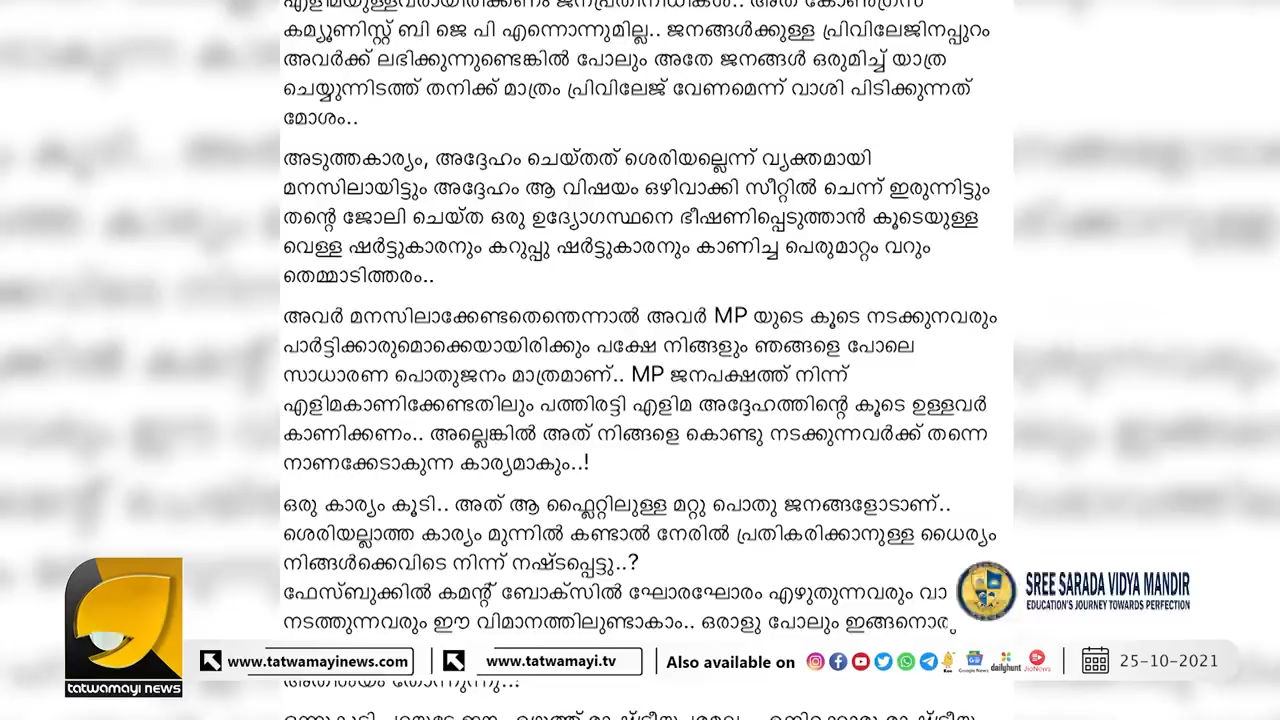 എളിമയുള്ളവരായിരിക്കണം ജനപ്രതിനിധികൾ.. അത് കോൺഗ്രസ്
കമ്യൂണിസ്റ്റ് ബി ജെ പി എന്നൊന്നുമില്ല.. ജനങ്ങൾക്കുള്ള പ്രിവിലേജിനപ്പുറം
അവർക്ക് ലഭിക്കുന്നുണ്ടെങ്കിൽ പോലും അതേ ജനങ്ങൾ ഒരുമിച്ച് യാത്ര
ചെയ്യുന്നിടത്ത് തനിക്ക് മാത്രം പ്രിവിലേജ് വേണമെന്ന് വാശി പിടിക്കുന്നത്
മോശം..
അടുത്തകാര്യം, അദ്ദേഹം ചെയ്തത് ശെരിയല്ലെന്ന് വ്യക്തമായി
മനസിലായിട്ടും അദ്ദേഹം ആ വിഷയം ഒഴിവാക്കി സീറ്റിൽ ചെന്ന് ഇരുന്നിട്ടും
തന്റെ ജോലി ചെയ്ത ഒരു ഉദ്യോഗസ്ഥനെ ഭീഷണിപ്പെടുത്താൻ കൂടെയുള്ള
വെള്ള ഷർട്ടുകാരനും കറുപ്പു ഷർട്ടുകാരനും കാണിച്ച പെരുമാറ്റം വറും
തെമ്മാടിത്തരം..
അവർ മനസിലാക്കേണ്ടതെന്തെന്നാൽ അവർ MP യുടെ കൂടെ നടക്കുനവരും
പാർട്ടിക്കാരുമൊക്കെയായിരിക്കും പക്ഷേ നിങ്ങളും ഞങ്ങളെ പോലെ
സാധാരണ പൊതുജനം മാത്രമാണ്.. MP ജനപക്ഷത്ത് നിന്ന്
എളിമകാണിക്കേണ്ടതിലും പത്തിരട്ടി എളിമ അദ്ദേഹത്തിന്റെ കൂടെ ഉള്ളവർ
കാണിക്കണം.. അല്ലെങ്കിൽ അത് നിങ്ങളെ കൊണ്ടു നടക്കുന്നവർക്ക് തന്നെ
നാണക്കേടാകുന്ന കാര്യമാകും..!
ഒരു കാര്യം കൂടി.. അത് ആ ഫ്ലൈറ്റിലുള്ള മറ്റു പൊതു ജനങ്ങളോടാണ്..
ശെരിയല്ലാത്ത കാര്യം മുന്നിൽ കണ്ടാൽ നേരിൽ പ്രതികരിക്കാനുള്ള ധൈര്യം
നിങ്ങൾക്കെവിടെ നിന്ന് നഷ്ടപ്പെട്ടു..?
ഫേസ്ബുക്കിൽ കമന്റ് ബോക്സിൽ ഘോരഘോരം എഴുതുന്നവരും വാ
നടത്തുന്നവരും ഈ വിമാനത്തിലുണ്ടാകാം.. ഒരാളു പോലും
SREE SARADA VIDYA MANDIR
EDUCATION'S JOURNEY TOWARDS PERFECTION
tatwamayi news
www.tatwamayinews.com
www.tatwamayi.tv
Also available on
Koo
Google News
dailyhunt
JioNews
25-10-2021